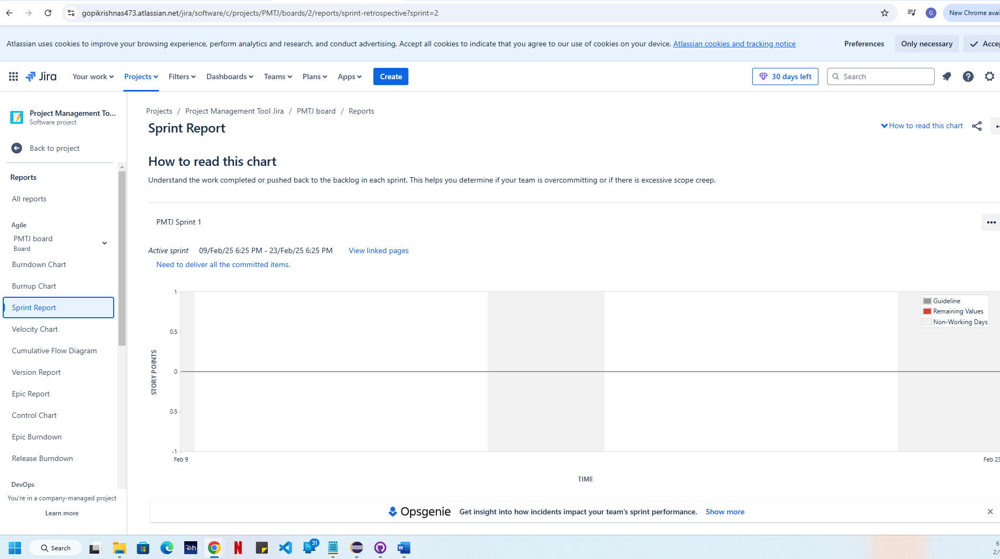 gopikrishnas473.atlassian.net/jira/software/c/projects/PMTJ/boards/2/reports/sprint-retrospective?sprint=2
G
New Chrome avai
Atlassian uses cookies to improve your browsing experience, perform analytics and research, and conduct advertising. Accept all cookies to indicate that you agree to our use of cookies on your device. Atlassian cookies and tracking notice
Preferences
Only necessary
Accep
Jira
Your work
Projects
Filters
Dashboards
Teams
Plans
Apps
Create
30 days left
Search
Project Management To...
Software project
Back to project
Reports
All reports
Agile
PMTJ board
Board
Burndown Chart
Burnup Chart
Sprint Report
Velocity Chart
Cumulative Flow Diagram
Version Report
Epic Report
Control Chart
Epic Burndown
Release Burndown
DevOps
You're in a company-managed project
Learn more
Projects / Project Management Tool Jira / PMTJ board / Reports
Sprint Report
How to read this chart
How to read this chart
Understand the work completed or pushed back to the backlog in each sprint. This helps you determine if your team is overcommitting or if there is excessive scope creep.
PMTJ Sprint 1
Active sprint 09/Feb/25 6:25 PM - 23/Feb/25 6:25 PM View linked pages
Need to deliver all the committed items.
STORY POINTS
1
0.5
0
0.5
-1
Guideline
Remaining Values
Non-Working Days
Feb 9
Feb 23
TIME
Opsgenie Get insight into how incidents impact your team's sprint performance. Show more
Search
Dh
N
31
W
6
2/